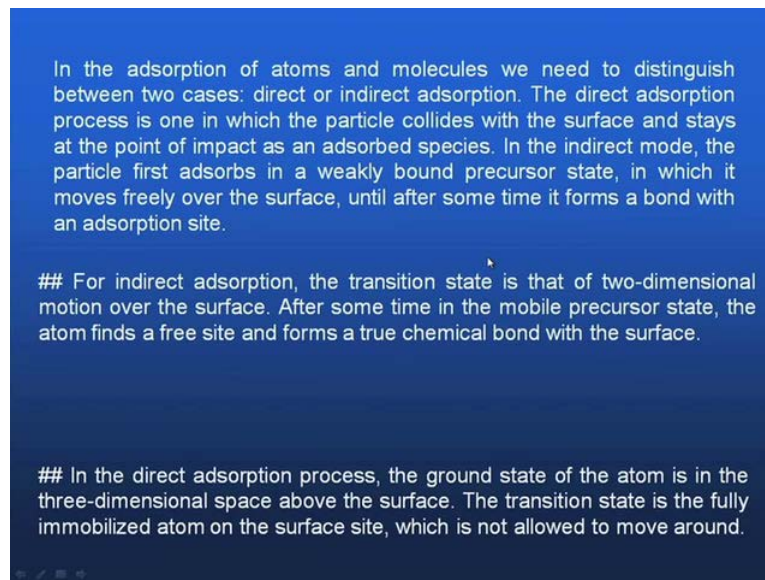 In the adsorption of atoms and molecules we need to distinguish
between two cases: direct or indirect adsorption. The direct adsorption
process is one in which the particle collides with the surface and stays
at the point of impact as an adsorbed species. In the indirect mode, the
particle first adsorbs in a weakly bound precursor state, in which it
moves freely over the surface, until after some time it forms a bond with
an adsorption site.
## For indirect adsorption, the transition state is that of two-dimensional
motion over the surface. After some time in the mobile precursor state, the
atom finds a free site and forms a true chemical bond with the surface.
## In the direct adsorption process, the ground state of the atom is in the
three-dimensional space above the surface. The transition state is the fully
immobilized atom on the surface site, which is not allowed to move around.